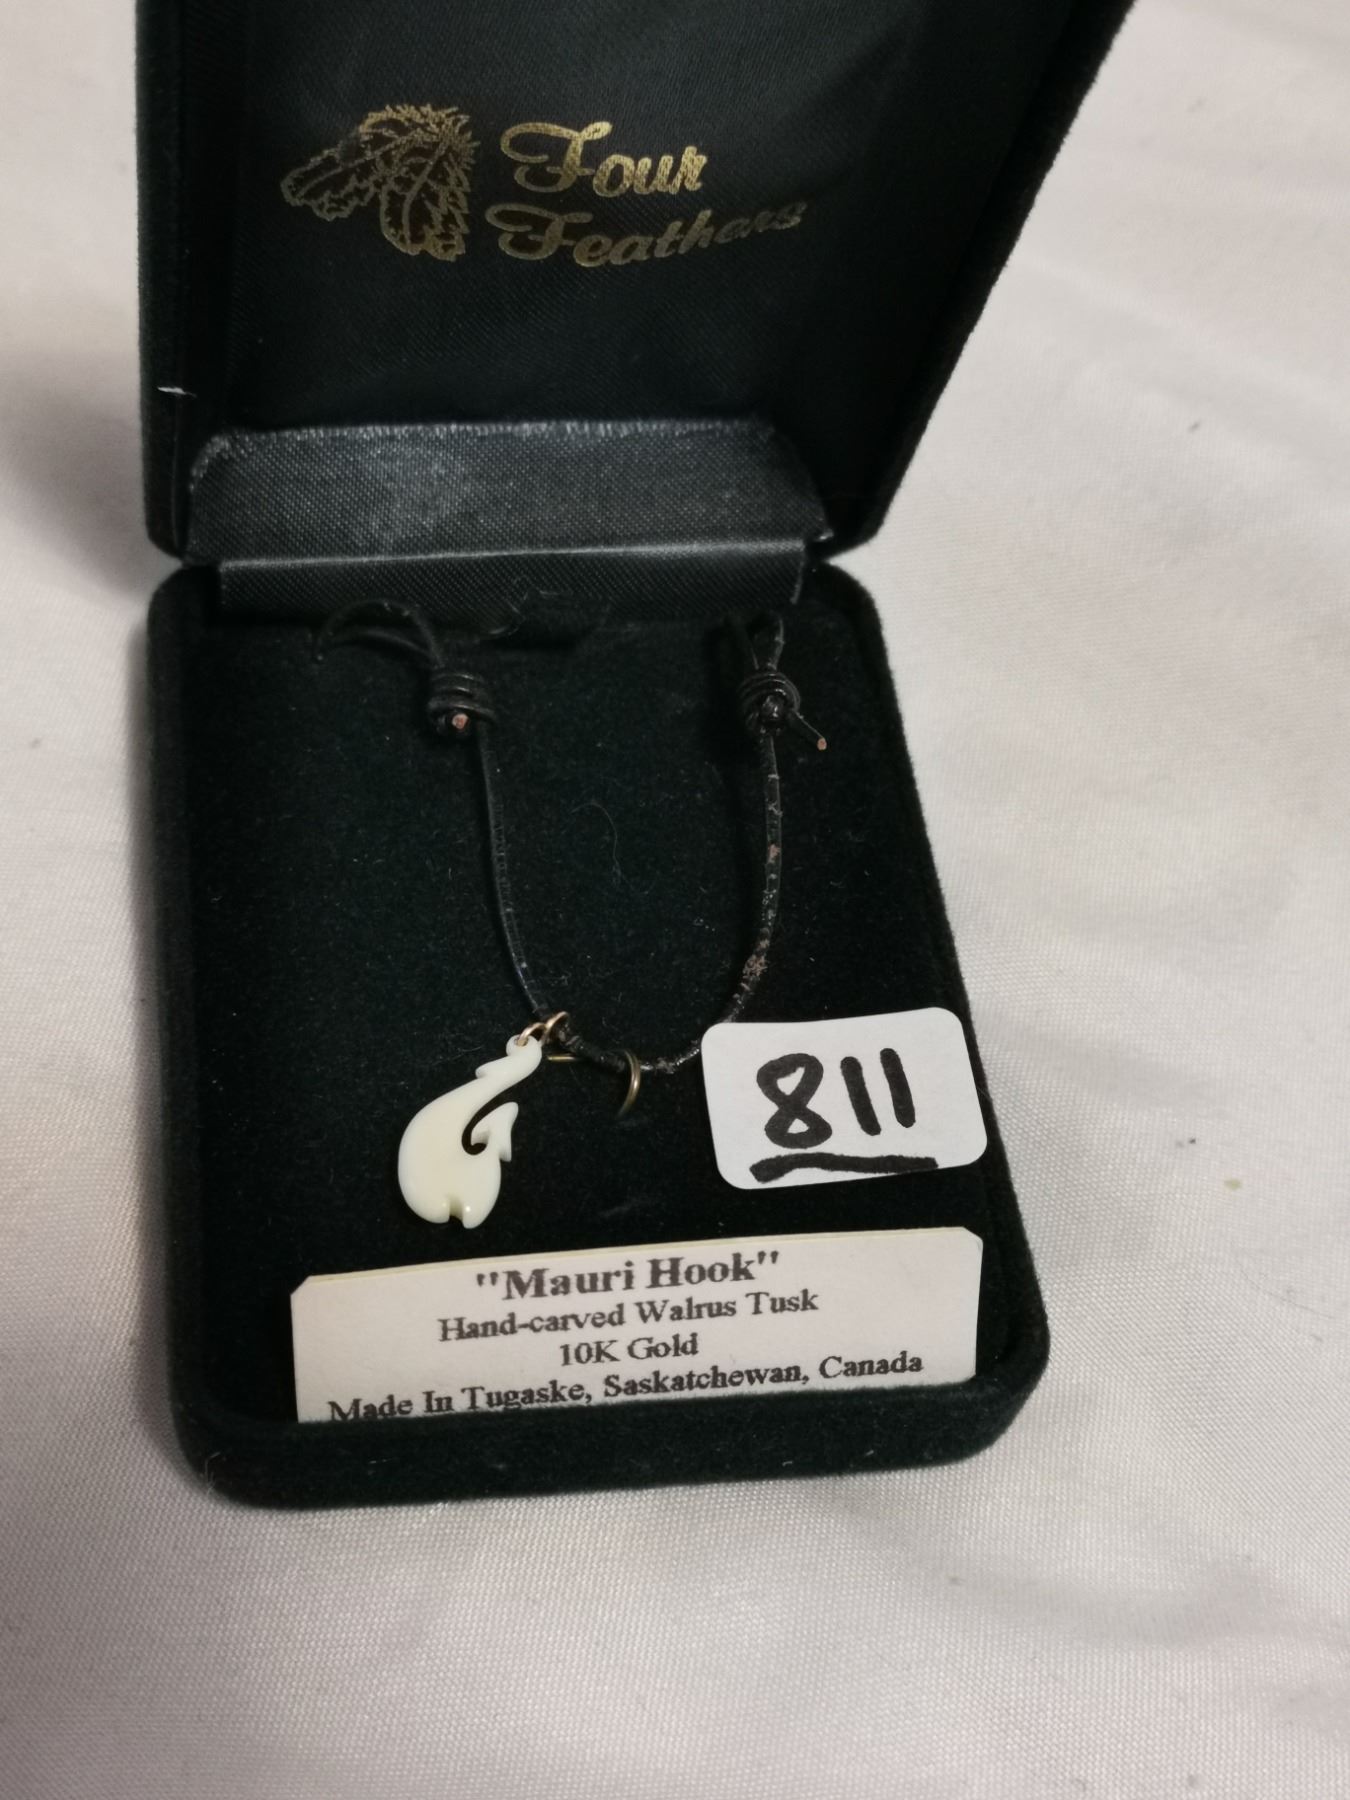 Four
Feathers
811
"Mauri Hook"
Hand-carved Walrus Tusk
10K Gold
Made In Tugaske, Saskatchewan, Canada